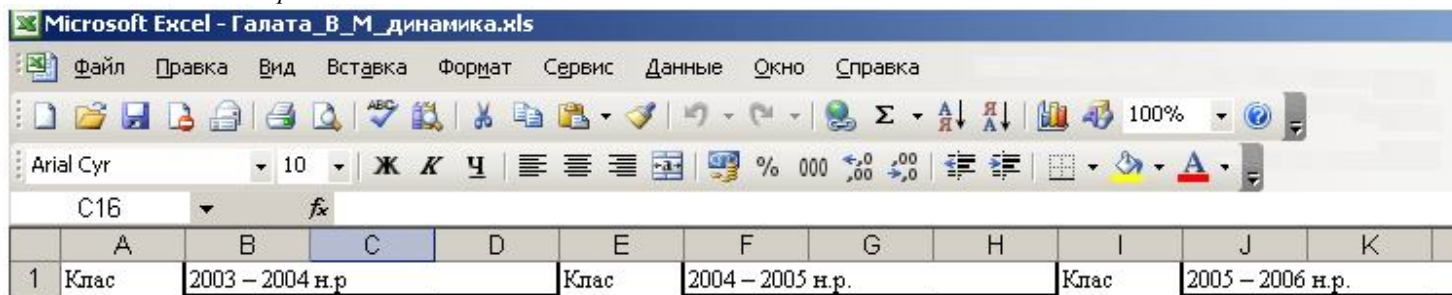 Microsoft Excel - Галата_В_М_динамика.xls
Файл Правка Вид Вставка Формат Сервис Данные Окно Справка
100%
Arial Cyr 10 Ж К Ч % 000
C16 fx
A B C D E F G H I J K
1 Клас 2003 – 2004 н.р Клас 2004 – 2005 н.р. Клас 2005 – 2006 н.р.